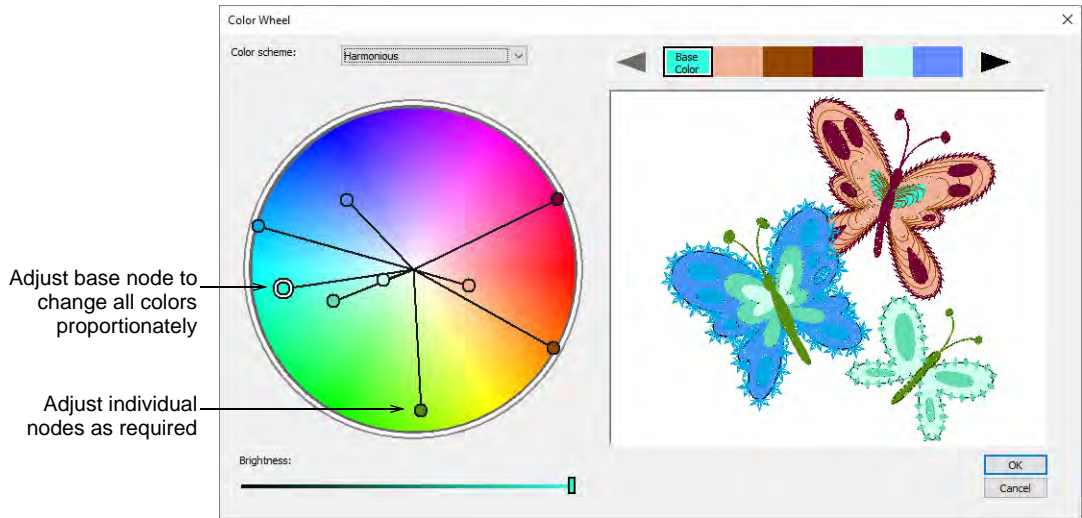 Color Wheel
Color scheme:
Harmonious
Base
Color
Adjust base node to
change all colors
proportionately
Adjust individual
nodes as required
Brightness:
OK
Cancel